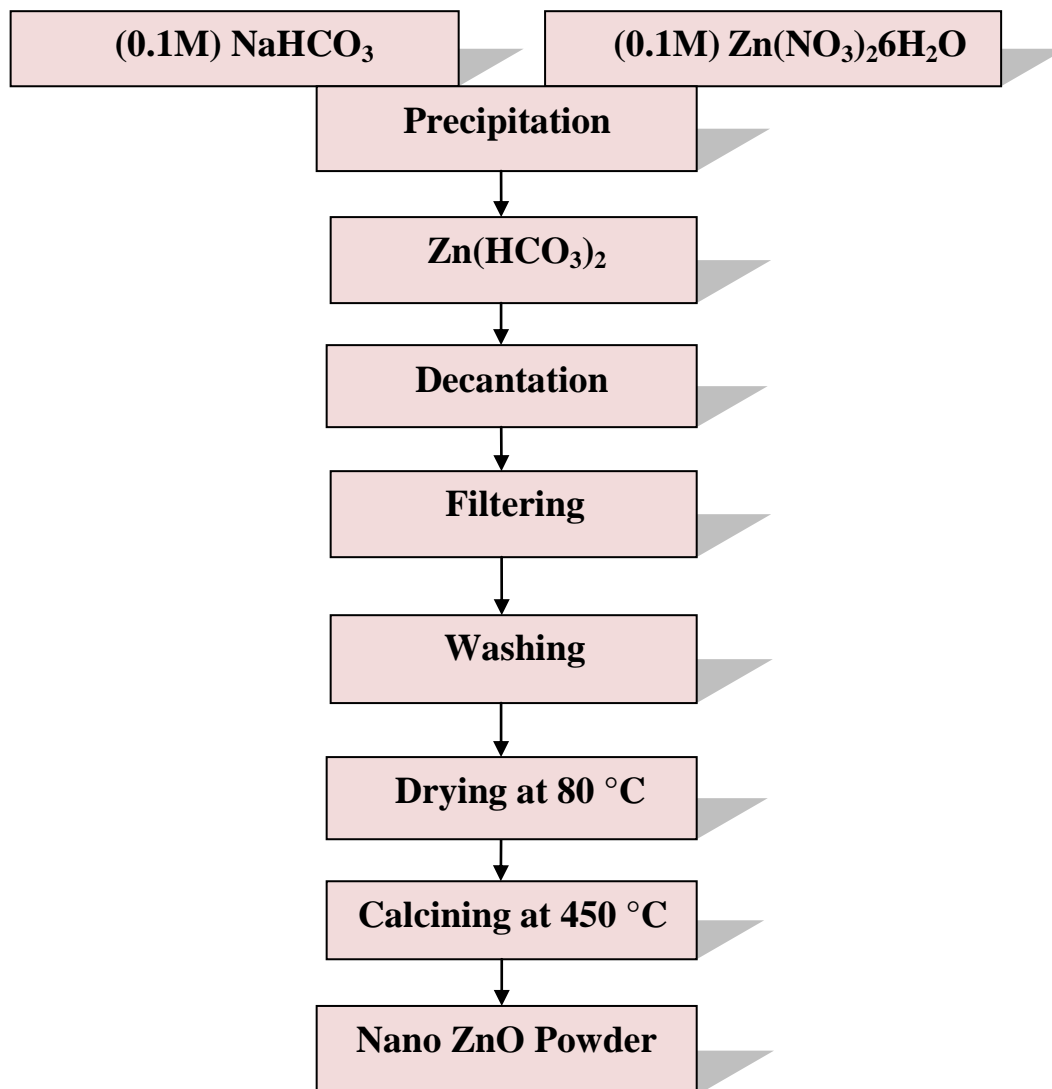 (0.1M) NaHCO₃
(0.1M) Zn(NO₃)₂6H₂O
Precipitation
Zn(HCO₃)₂
Decantation
Filtering
Washing
Drying at 80 °C
Calcining at 450 °C
Nano ZnO Powder